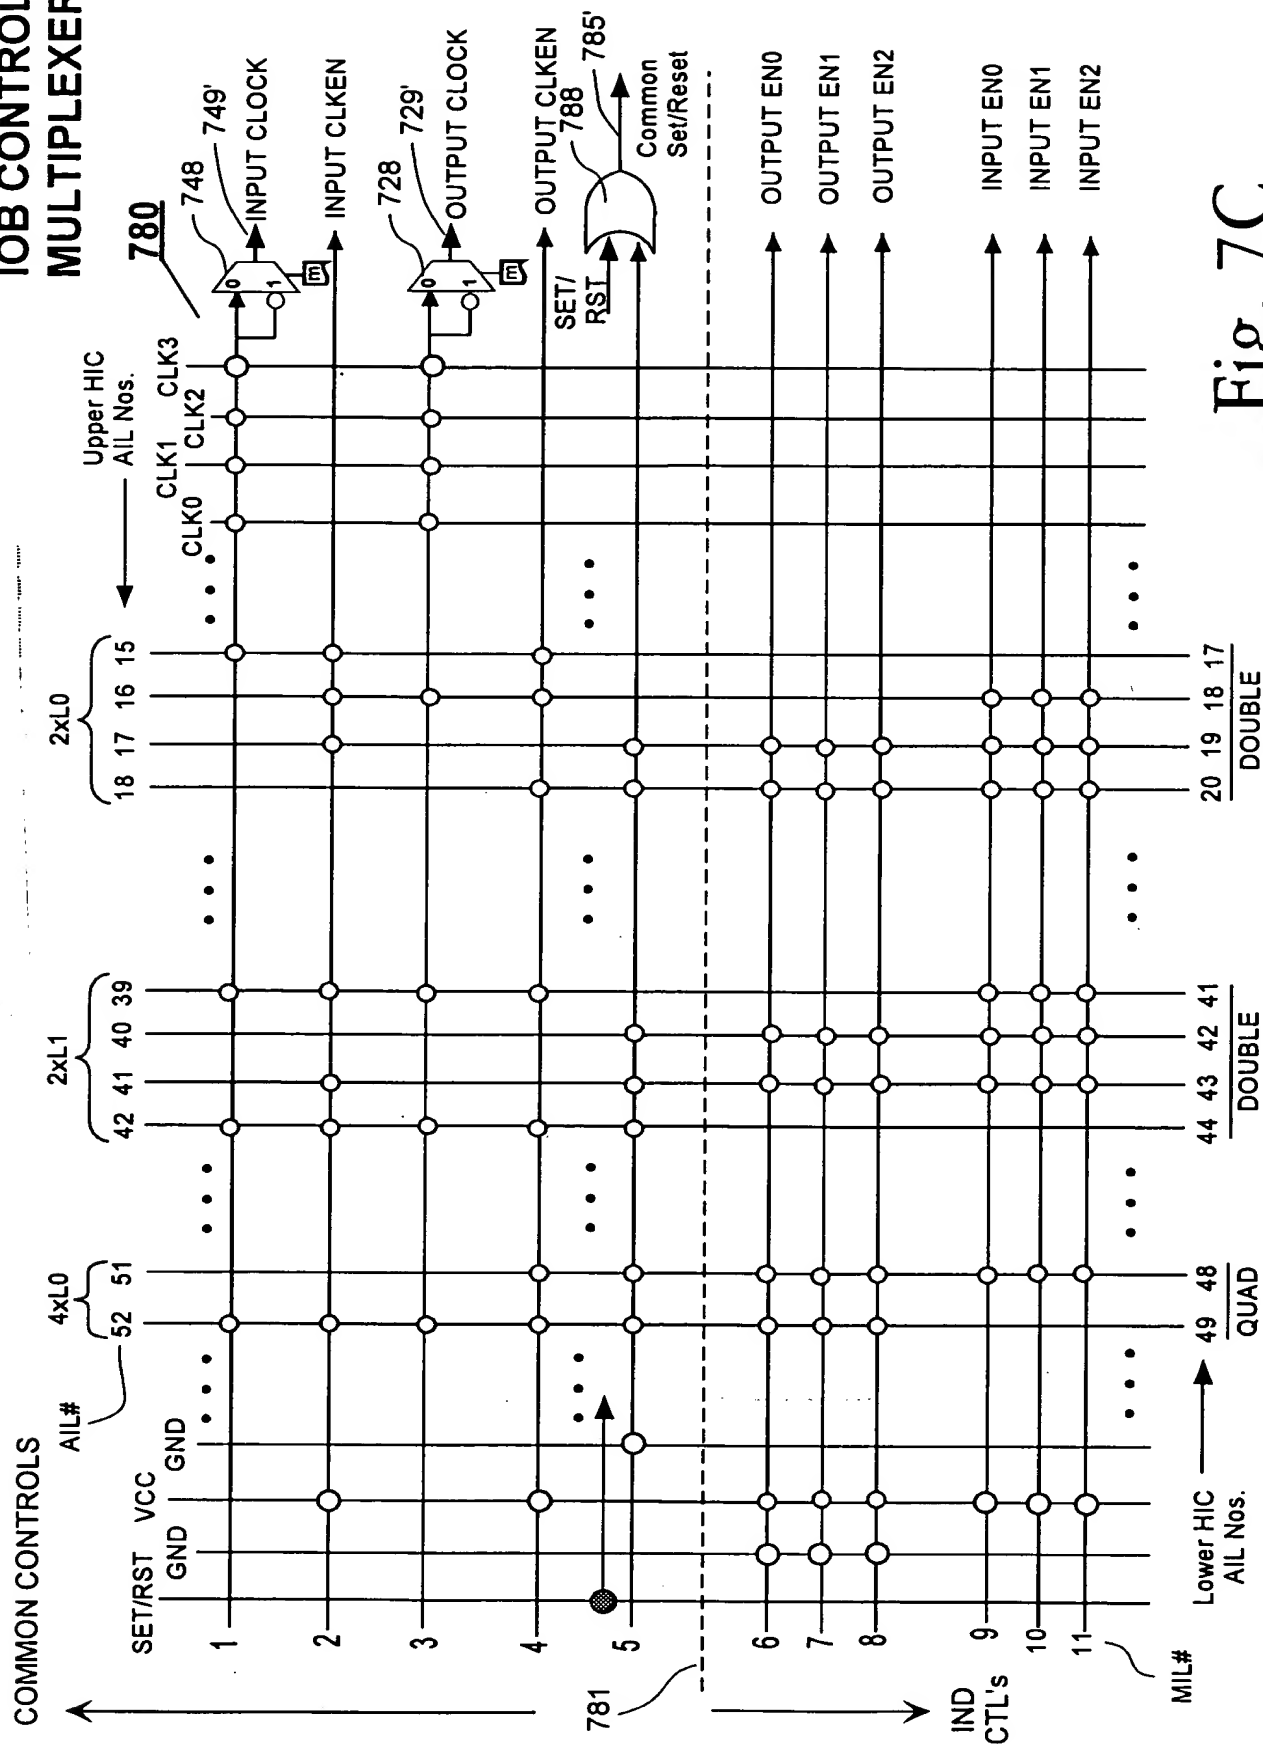 COMMON CONTROLS
IOB CONTROL
MULTIPLEXER
780
AIL#
SET/RST
GND
VCC
GND
4xL0
52 51
2xL1
42 41 40 39
2xL0
18 17 16 15
Upper HIC
AIL Nos.
CLK0
CLK1
CLK2
CLK3
1
2
3
4
5
6
7
8
9
10
11
748
749'
0
1
m
INPUT CLOCK
INPUT CLKEN
728
729'
0
1
m
OUTPUT CLOCK
OUTPUT CLKEN
SET/
RST
788
785'
Common
Set/Reset
781
OUTPUT EN0
OUTPUT EN1
OUTPUT EN2
INPUT EN0
INPUT EN1
INPUT EN2
IND
CTL's
MIL#
Lower HIC
AIL Nos.
49 48
QUAD
44 43 42 41
DOUBLE
20 19 18 17
DOUBLE
Fig. 7C